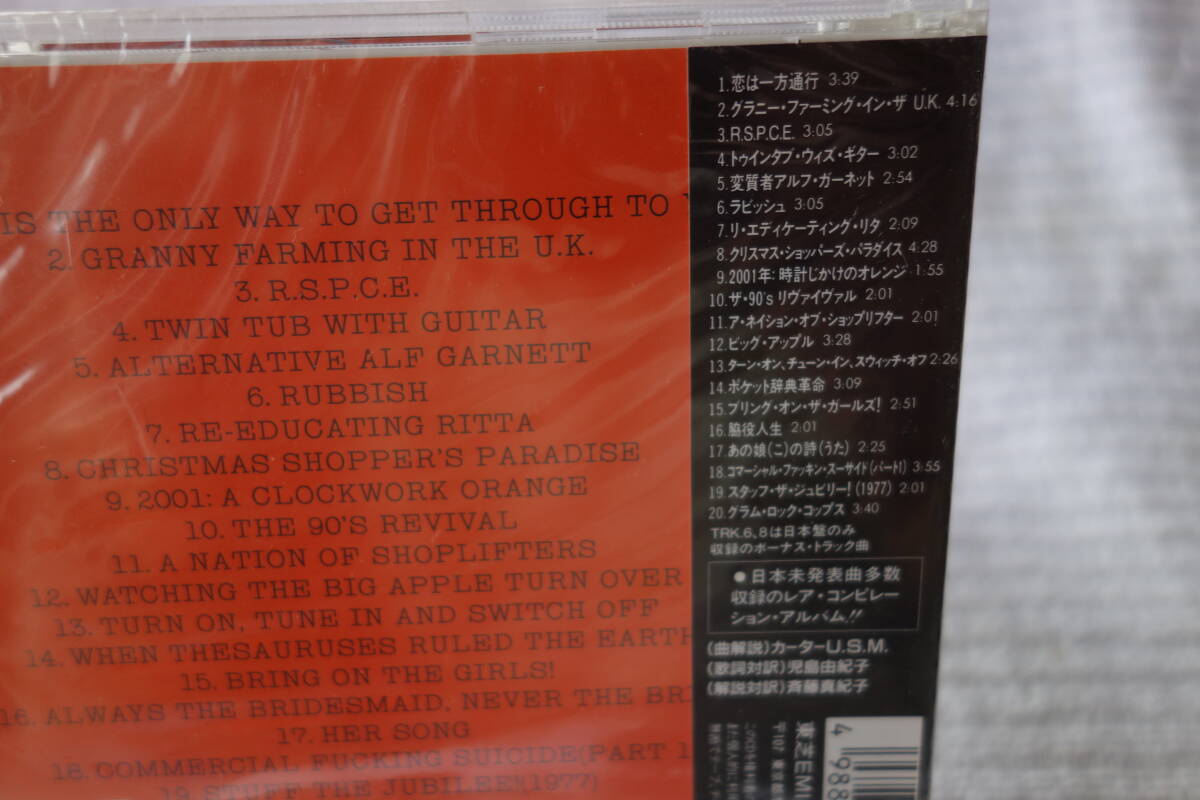 IS THE ONLY WAY TO GET THROUGH TO
2. GRANNY FARMING IN THE U.K.
3. R.S.P.C.E.
4. TWIN TUB WITH GUITAR
5. ALTERNATIVE ALF GARNETT
6. RUBBISH
7. RE-EDUCATING RITTA
8. CHRISTMAS SHOPPER'S PARADISE
9. 2001: A CLOCKWORK ORANGE
10. THE 90'S REVIVAL
11. A NATION OF SHOPLIFTERS
12. WATCHING THE BIG APPLE TURN OVER
13. TURN ON, TUNE IN AND SWITCH OFF
14. WHEN THESAURUSES RULED THE EARTH
15. BRING ON THE GIRLS!
16. ALWAYS THE BRIDESMAID, NEVER THE BRI
17. HER SONG
18. COMMERCIAL FUCKING SUICIDE(PART 1
19. STUFF THE JUBILEE!(1977)
1.恋は一方通行 3:39
2.グラニー・ファーミング・イン・ザ U.K. 4:16
3.R.S.P.C.E. 3:05
4.トゥインタブ・ウィズ・ギター 3:02
5.変質者アルフ・ガーネット 2:54
6.ラビッシュ 3:05
7.リ・エディケーティング・リタ 2:09
8.クリスマス・ショッパーズ・パラダイス 4:28
9.2001年:時計じかけのオレンジ 1:55
10.ザ・90's リヴァイヴァル 2:01
11.ア・ネイション・オブ・ショップリフター 2:01
12.ビッグ・アップル 3:28
13.ターン・オン、チューン・イン、スウィッチ・オフ 2:26
14.ポケット辞典革命 3:09
15.ブリング・オン・ザ・ガールズ! 2:51
16.脇役人生 2:01
17.あの娘(こ)の詩(うた) 2:25
18.コマーシャル・ファッキン・スーサイド(パート1) 3:55
19 スタッフ・ザ・ジュビリー!(1977) 2:01
20.グラム・ロック・コップス 3:40
TRK.6、8は日本盤のみ
収録のボーナス・トラック曲
●日本未発表曲多数
収録のレア・コンピレー
ション・アルバム!!
(曲解説)カーターU.S.M.
(歌詞対訳)児島由紀子
(解説対訳)斉藤真紀子
東芝EMI
4 988